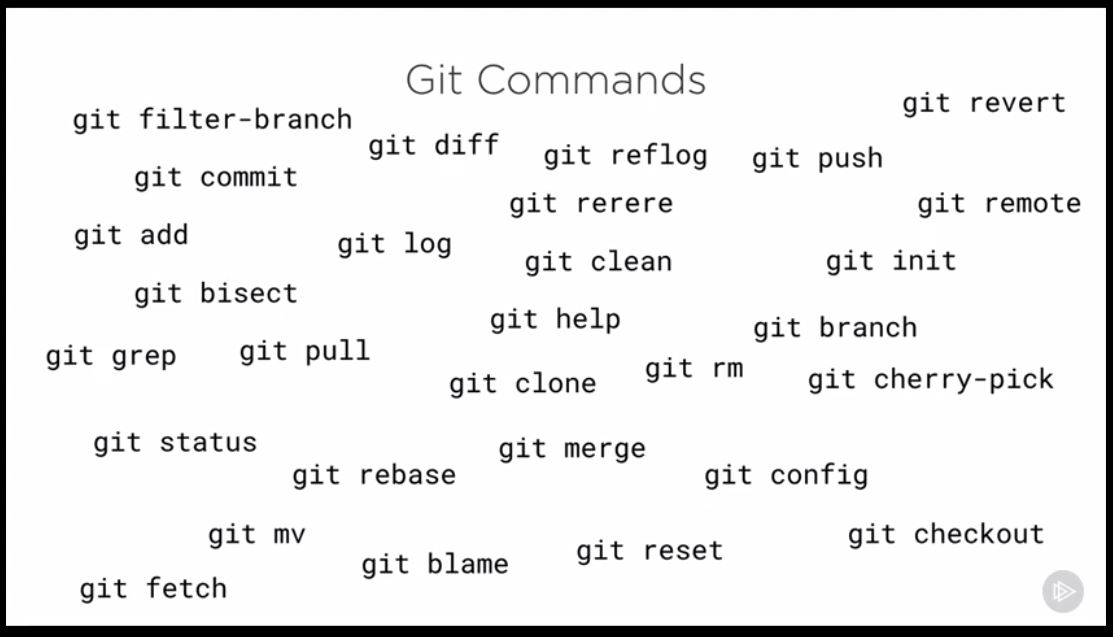 Git Commands
git revert
git filter-branch
git diff
git reflog
git push
git commit
git rerere
git remote
git add
git log
git clean
git init
git bisect
git help
git branch
git grep
git pull
git clone
git rm
git cherry-pick
git status
git merge
git rebase
git config
git mv
git checkout
git blame
git reset
git fetch